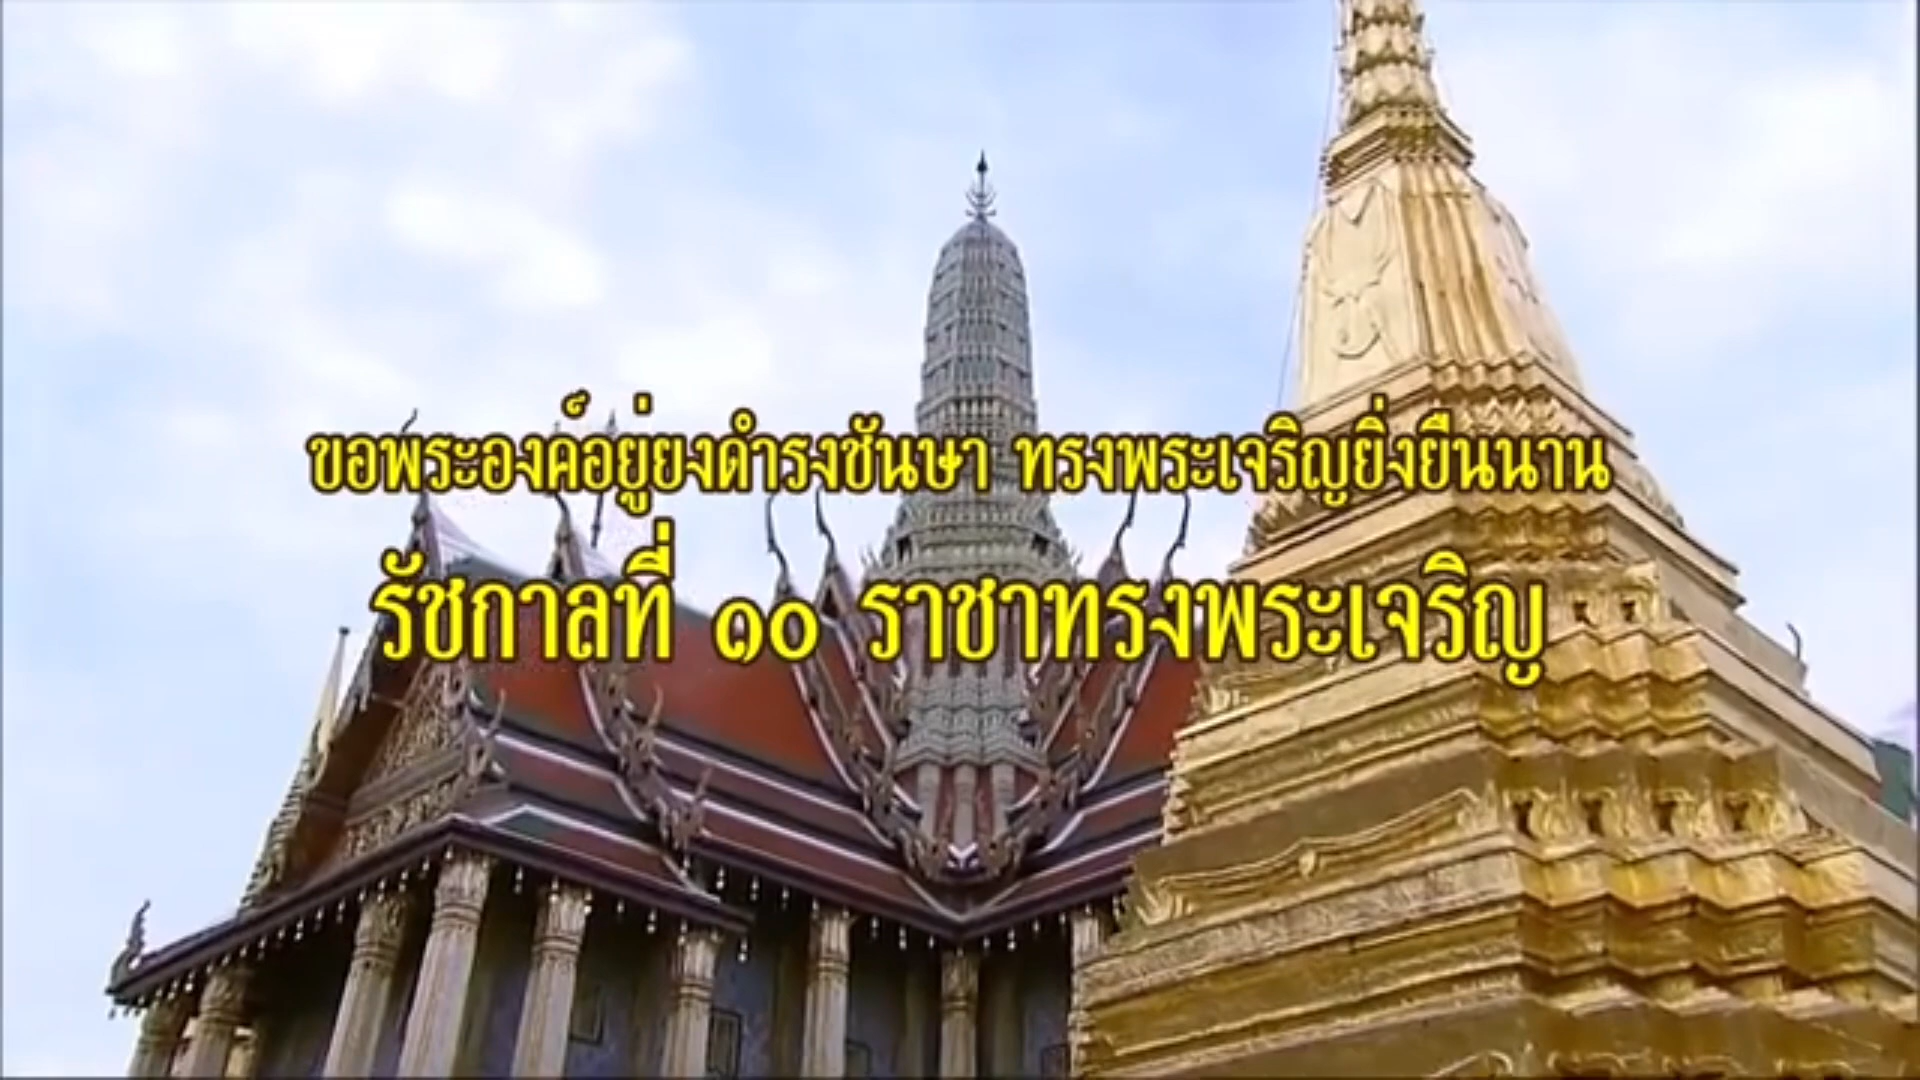 ขอพระองค์อยู่ยงดำรงชันษา ทรงพระเจริญยิ่งยืนนาน
รัชกาลที่ ๑๐ ราชาทรงพระเจริญ